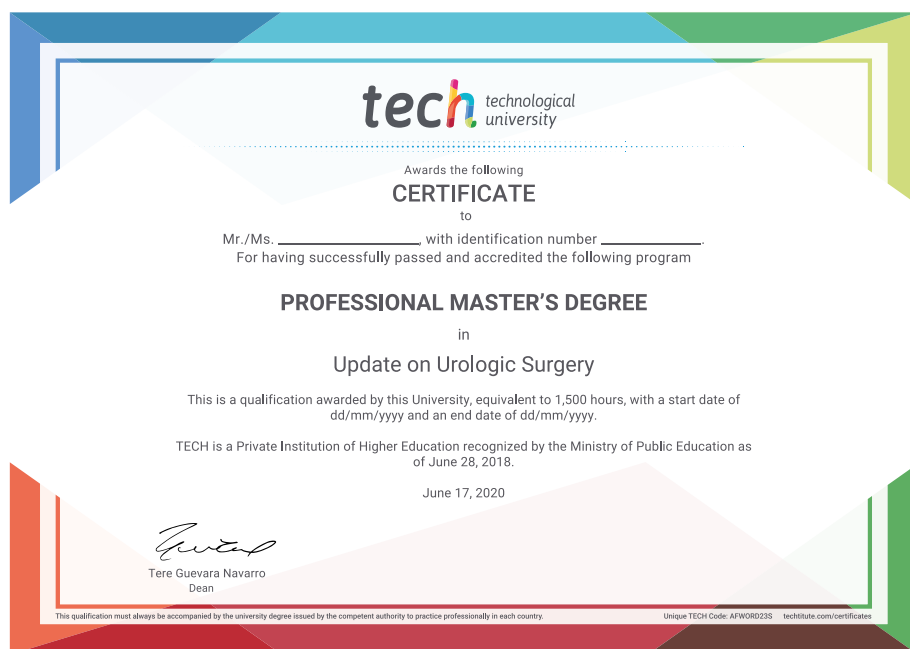 tech technological
university
Awards the following
CERTIFICATE
to
Mr./Ms. ____________________, with identification number ______________.
For having successfully passed and accredited the following program
PROFESSIONAL MASTER'S DEGREE
in
Update on Urologic Surgery
This is a qualification awarded by this University, equivalent to 1,500 hours, with a start date of
dd/mm/yyyy and an end date of dd/mm/yyyy.
TECH is a Private Institution of Higher Education recognized by the Ministry of Public Education as
of June 28, 2018.
June 17, 2020
Tere Guevara Navarro
Dean
This qualification must always be accompanied by the university degree issued by the competent authority to practice professionally in each country.
Unique TECH Code: AFWORD23S techtitute.com/certificates